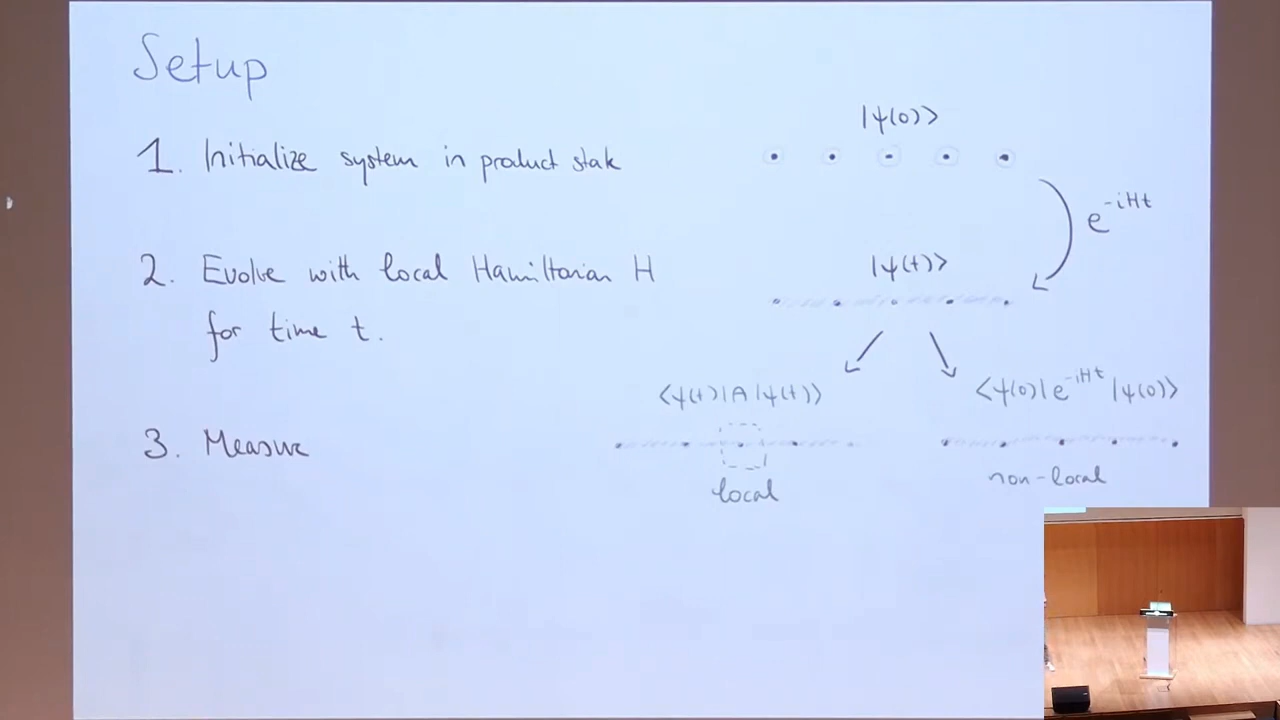 Setup
1. Initialize system in product state
|ψ(0)⟩
e^{-iHt}
2. Evolve with local Hamiltonian H
for time t.
|ψ(t)⟩
3. Measure
⟨ψ(t)|A|ψ(t)⟩
local
⟨ψ(0)|e^{-iHt}|ψ(0)⟩
non-local